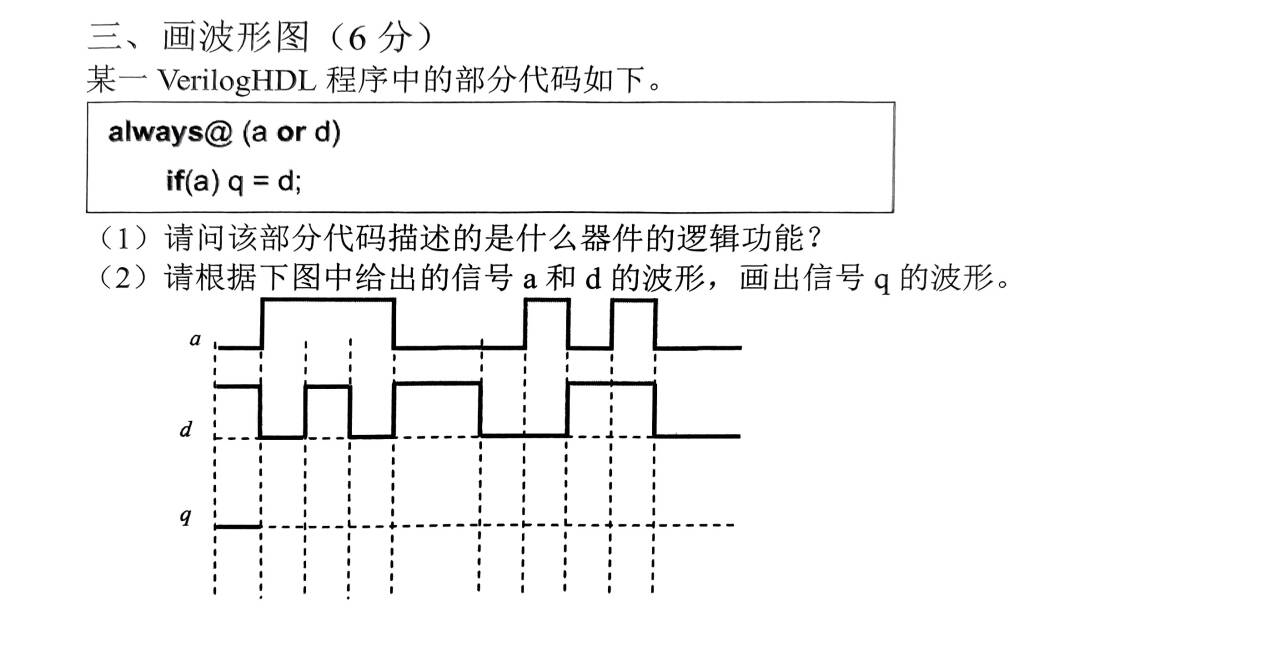 三、画波形图（6 分）
某一 VerilogHDL 程序中的部分代码如下。
always@ (a or d)
if(a) q = d;
（1）请问该部分代码描述的是什么器件的逻辑功能？
（2）请根据下图中给出的信号 a 和 d 的波形，画出信号 q 的波形。
a
d
q